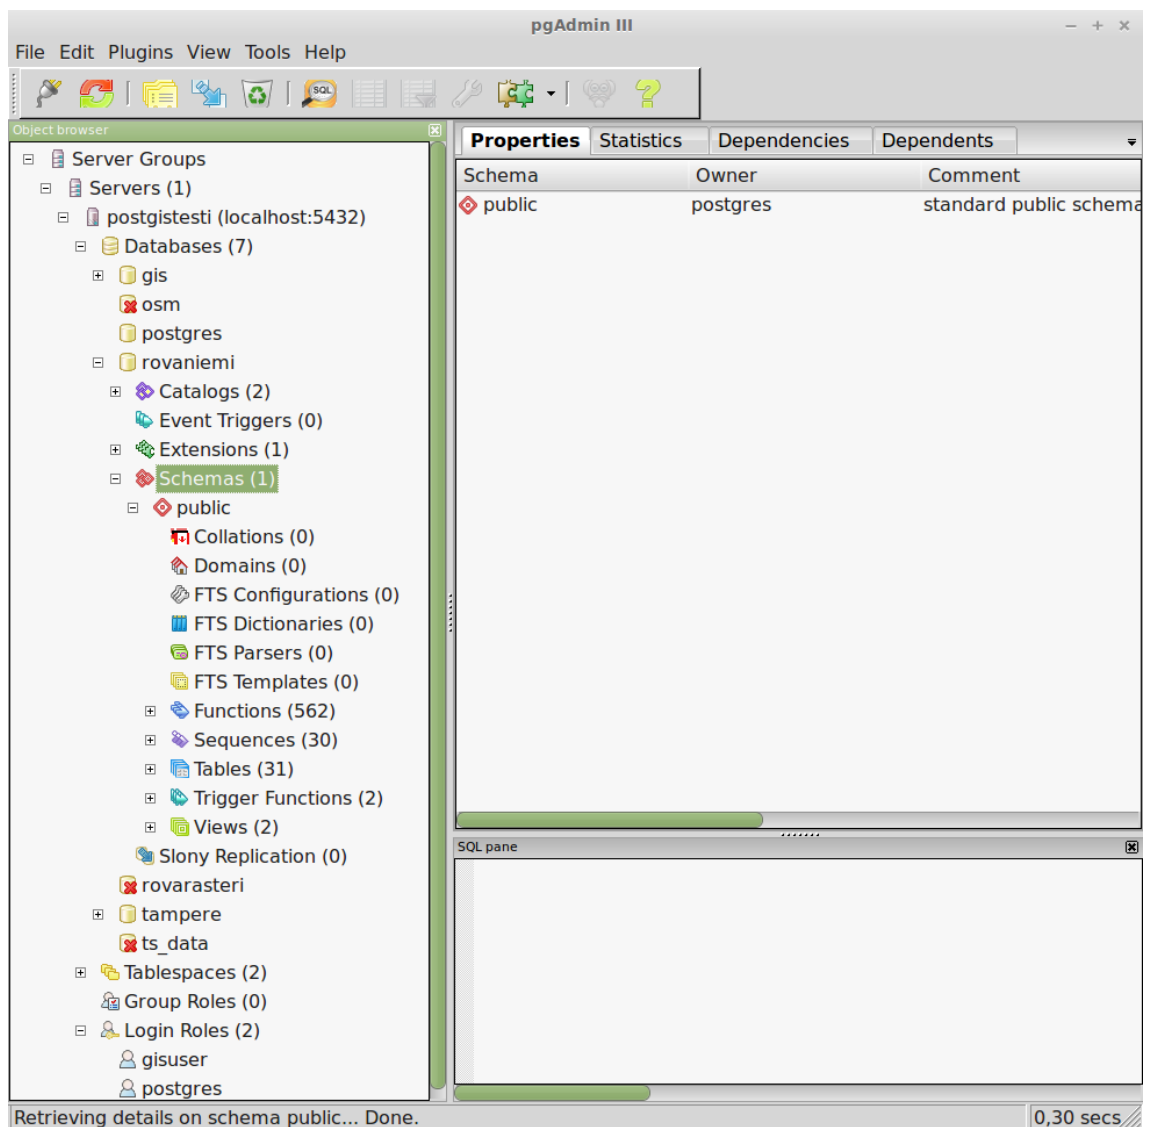 pgAdmin III
File Edit Plugins View Tools Help
SQL
Object browser
Server Groups
Servers (1)
postgistesti (localhost:5432)
Databases (7)
gis
osm
postgres
rovaniemi
Catalogs (2)
Event Triggers (0)
Extensions (1)
Schemas (1)
public
Collations (0)
Domains (0)
FTS Configurations (0)
FTS Dictionaries (0)
FTS Parsers (0)
FTS Templates (0)
Functions (562)
Sequences (30)
Tables (31)
Trigger Functions (2)
Views (2)
Slony Replication (0)
rovarasteri
tampere
ts_data
Tablespaces (2)
Group Roles (0)
Login Roles (2)
gisuser
postgres
Properties Statistics Dependencies Dependents
Schema Owner Comment
public postgres standard public schema
SQL pane
Retrieving details on schema public... Done. 0,30 secs